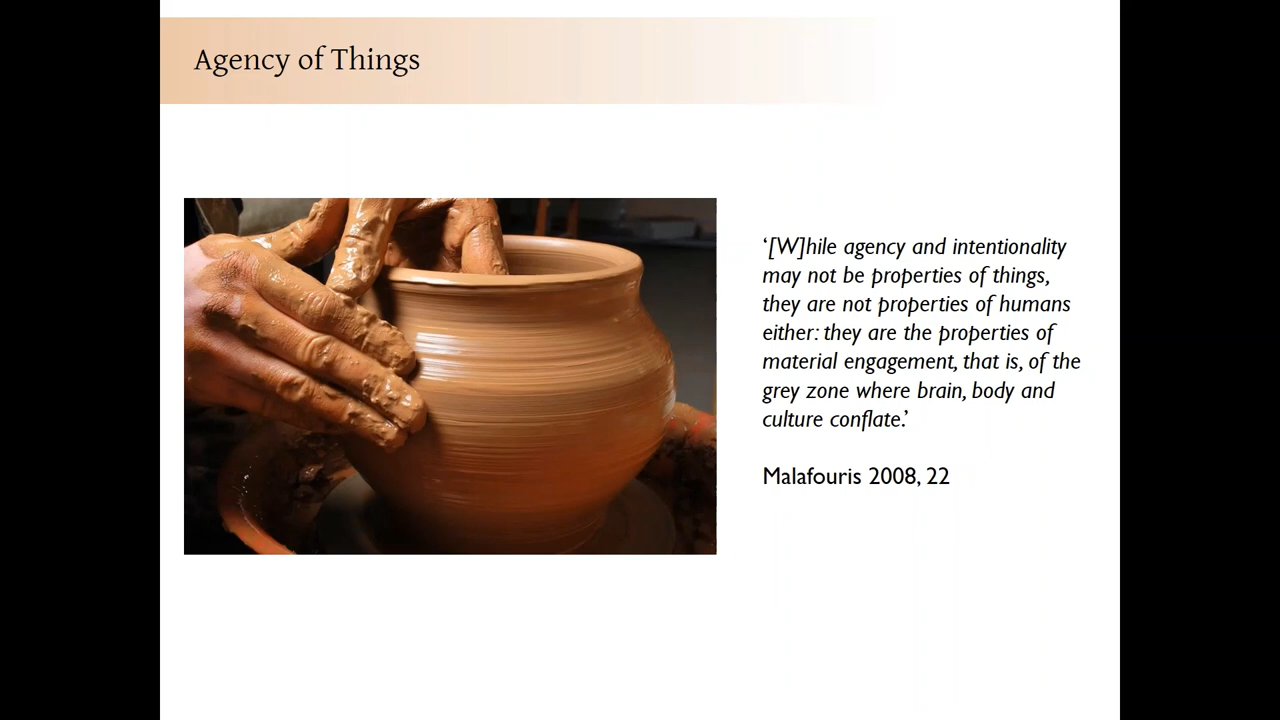 Agency of Things
‘[W]hile agency and intentionality
may not be properties of things,
they are not properties of humans
either: they are the properties of
material engagement, that is, of the
grey zone where brain, body and
culture conflate.’
Malafouris 2008, 22